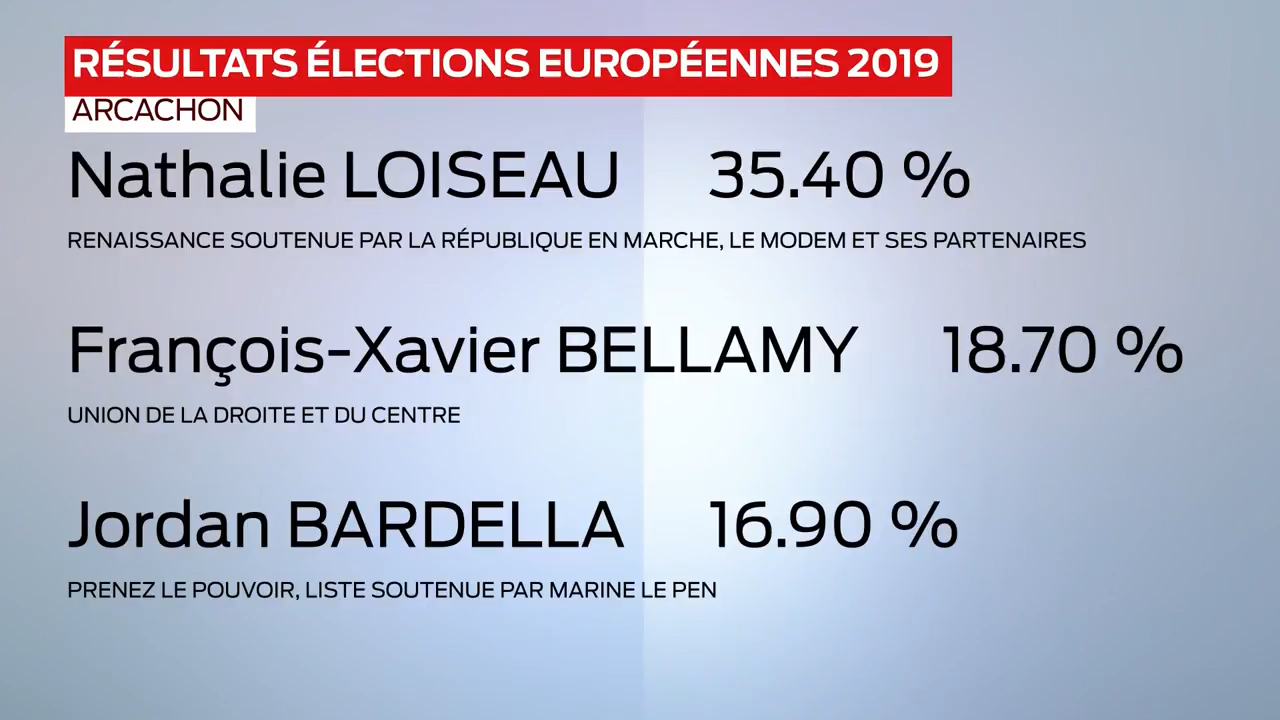 RÉSULTATS ÉLECTIONS EUROPÉENNES 2019
ARCACHON
Nathalie LOISEAU 35.40 %
RENAISSANCE SOUTENUE PAR LA RÉPUBLIQUE EN MARCHE, LE MODEM ET SES PARTENAIRES
François-Xavier BELLAMY 18.70 %
UNION DE LA DROITE ET DU CENTRE
Jordan BARDELLA 16.90 %
PRENEZ LE POUVOIR, LISTE SOUTENUE PAR MARINE LE PEN